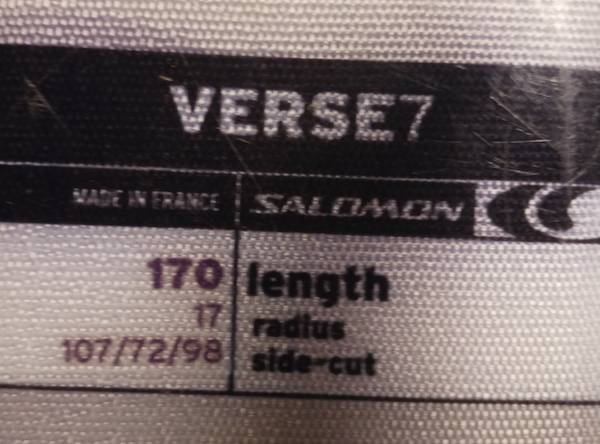 VERSE7
MADE IN FRANCE SALOMON
170 length
17 radius
107/72/98 side-cut